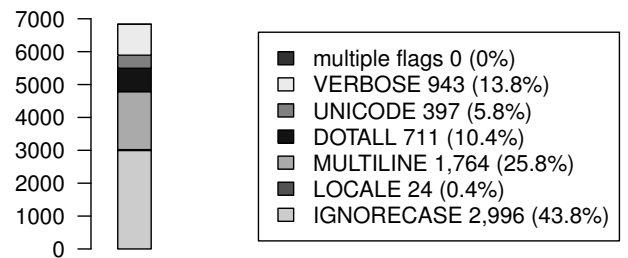 7000
6000
5000
4000
3000
2000
1000
0
multiple flags 0 (0%)
VERBOSE 943 (13.8%)
UNICODE 397 (5.8%)
DOTALL 711 (10.4%)
MULTILINE 1,764 (25.8%)
LOCALE 24 (0.4%)
IGNORECASE 2,996 (43.8%)